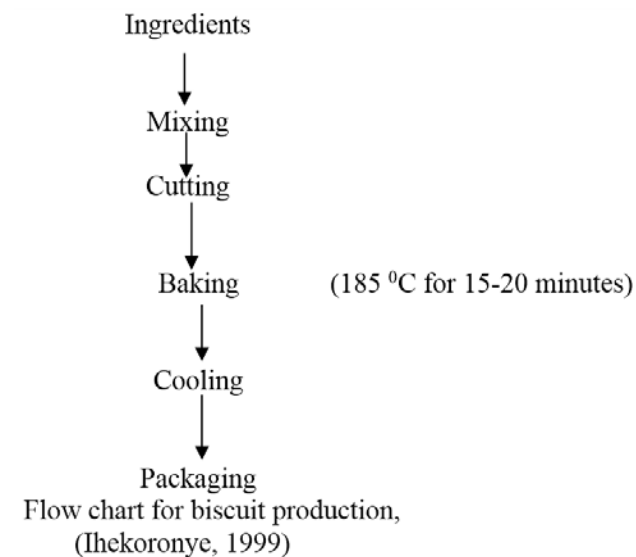 Ingredients
Mixing
Cutting
Baking (185 ⁰C for 15-20 minutes)
Cooling
Packaging
Flow chart for biscuit production,
(Ihekoronye, 1999)